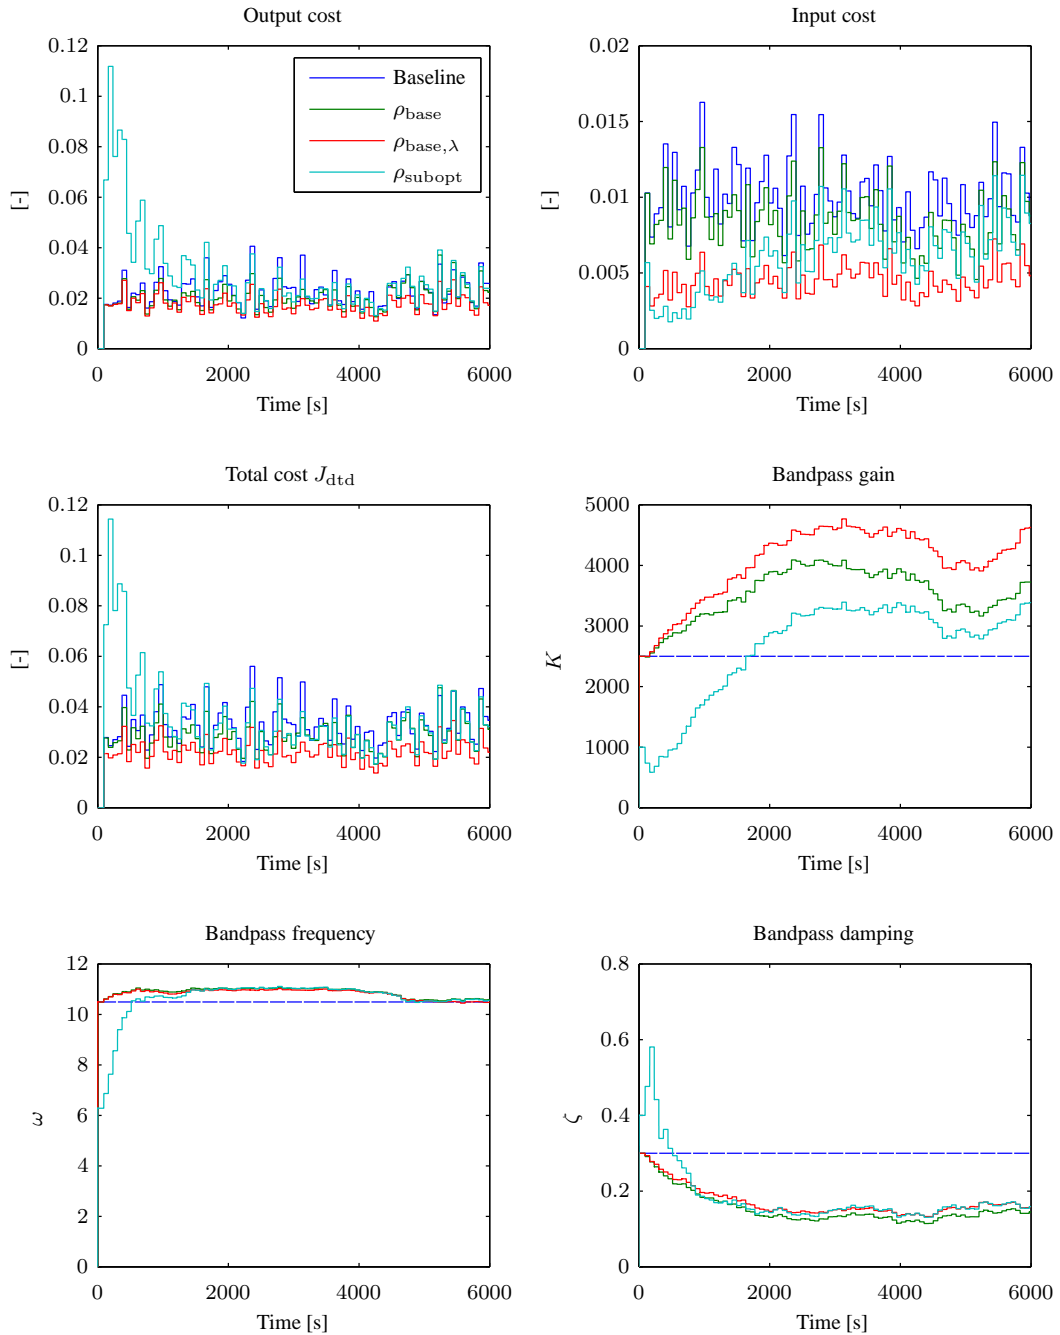 Output cost
0.12
0.1
0.08
0.06
0.04
0.02
0
[-]
Baseline
ρbase
ρbase,λ
ρsubopt
0 2000 4000 6000
Time [s]
Input cost
0.02
0.015
0.01
0.005
0
[-]
0 2000 4000 6000
Time [s]
Total cost Jdtd
0.12
0.1
0.08
0.06
0.04
0.02
0
[-]
0 2000 4000 6000
Time [s]
Bandpass gain
5000
4000
3000
2000
1000
0
K
0 2000 4000 6000
Time [s]
Bandpass frequency
12
10
8
6
4
2
0
ω
0 2000 4000 6000
Time [s]
Bandpass damping
0.8
0.6
0.4
0.2
0
ζ
0 2000 4000 6000
Time [s]